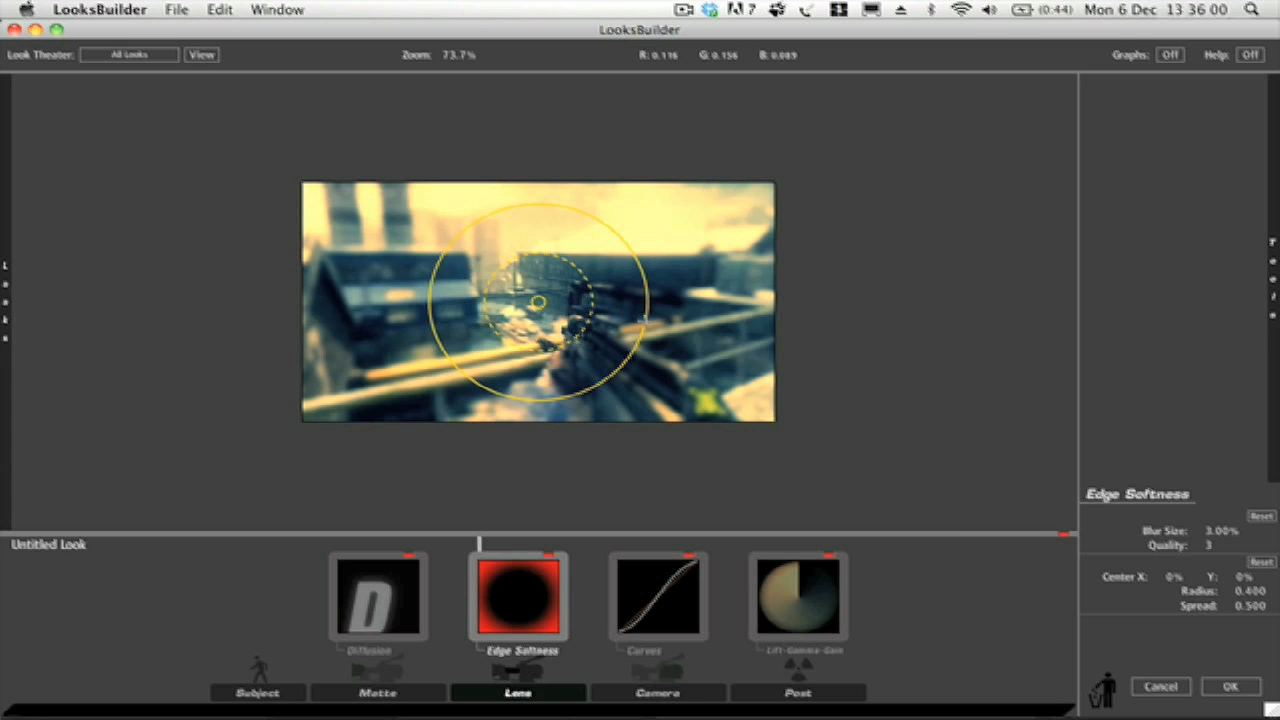 LooksBuilder File Edit Window 7 (0:44) Mon 6 Dec 13 36 00
LooksBuilder
Look Theater: All Looks View Zoom: 73.7% R: 0.116 G: 0.156 B: 0.089 Graphs: Off Help: Off
Looks
Tools
Edge Softness
Reset
Blur Size: 3.00%
Quality: 3
Reset
Center X: 0% Y: 0%
Radius: 0.400
Spread: 0.500
Untitled Look
D
Diffusion Edge Softness Curves Lift-Gamma-Gain
Subject Matte Lens Camera Post
Cancel OK